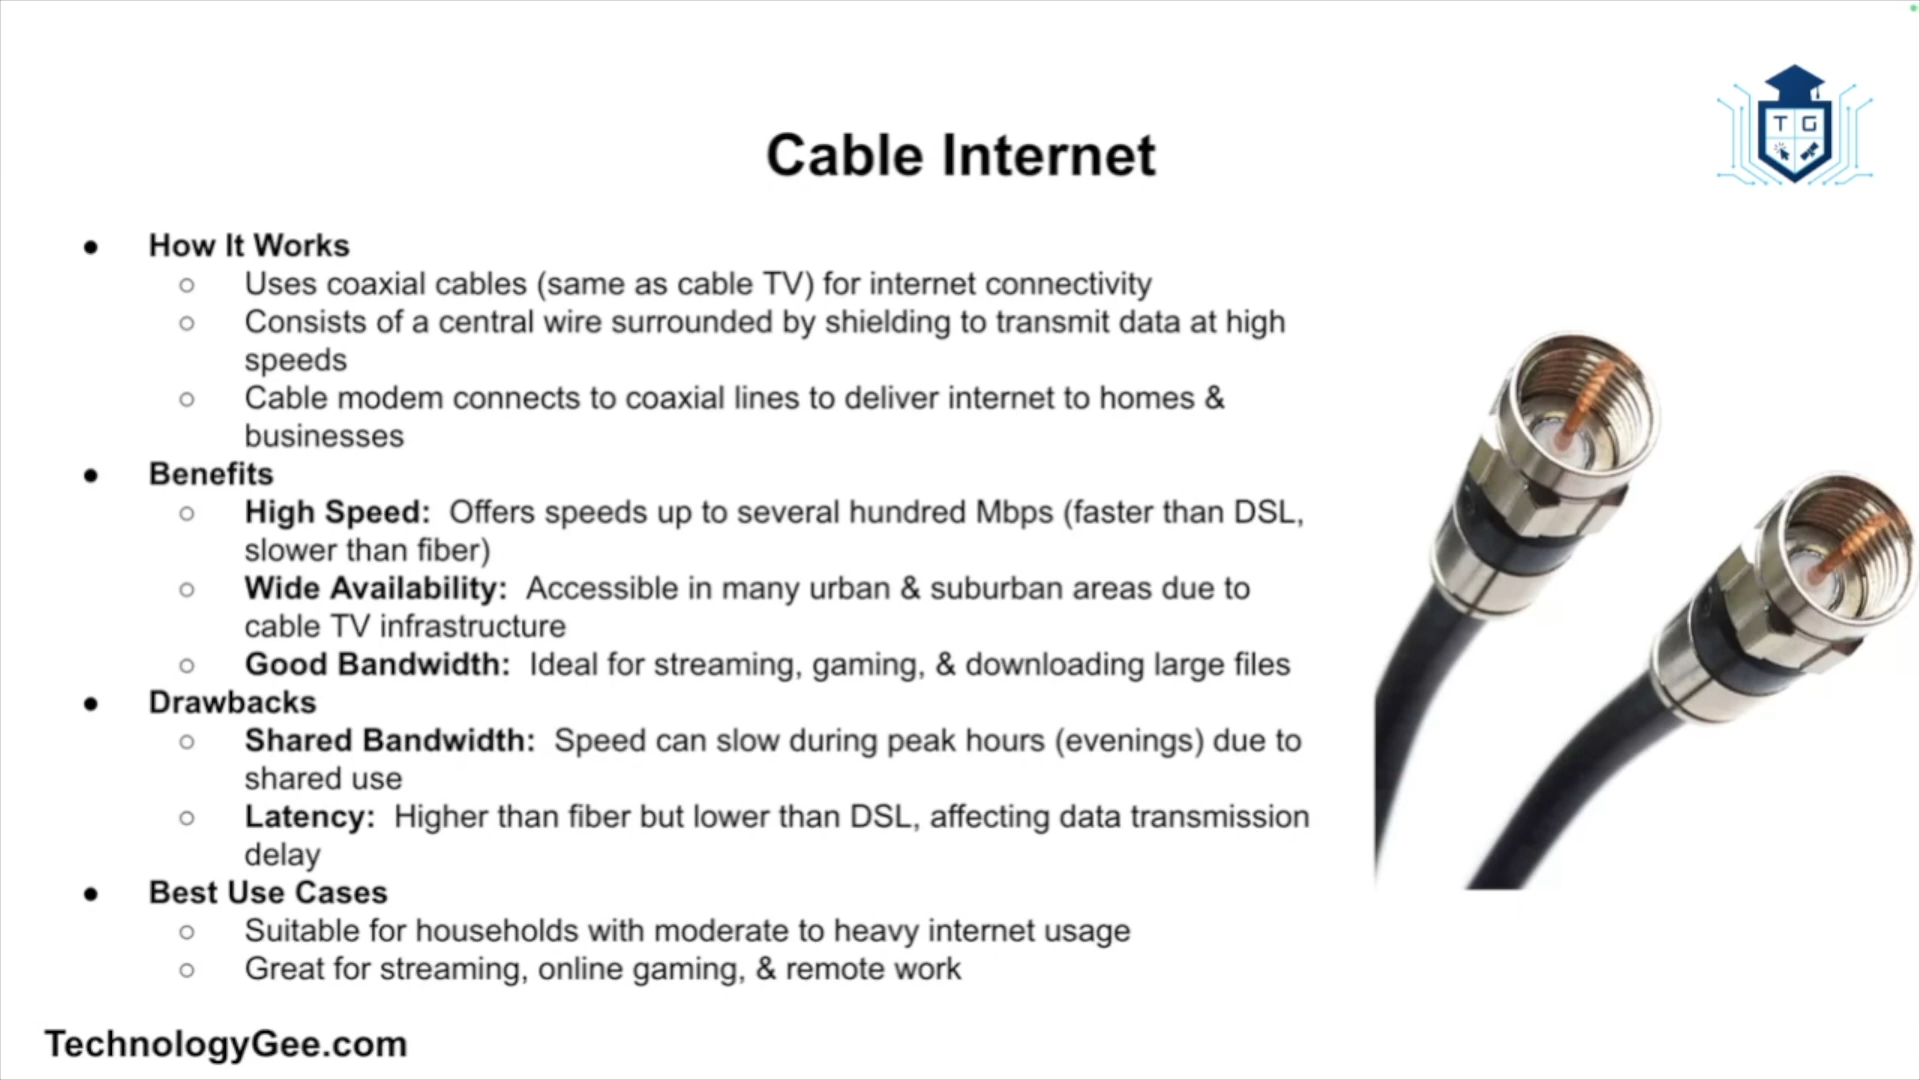 T G
Cable Internet
● How It Works
○ Uses coaxial cables (same as cable TV) for internet connectivity
○ Consists of a central wire surrounded by shielding to transmit data at high
speeds
○ Cable modem connects to coaxial lines to deliver internet to homes &
businesses
● Benefits
○ High Speed: Offers speeds up to several hundred Mbps (faster than DSL,
slower than fiber)
○ Wide Availability: Accessible in many urban & suburban areas due to
cable TV infrastructure
○ Good Bandwidth: Ideal for streaming, gaming, & downloading large files
● Drawbacks
○ Shared Bandwidth: Speed can slow during peak hours (evenings) due to
shared use
○ Latency: Higher than fiber but lower than DSL, affecting data transmission
delay
● Best Use Cases
○ Suitable for households with moderate to heavy internet usage
○ Great for streaming, online gaming, & remote work
TechnologyGee.com